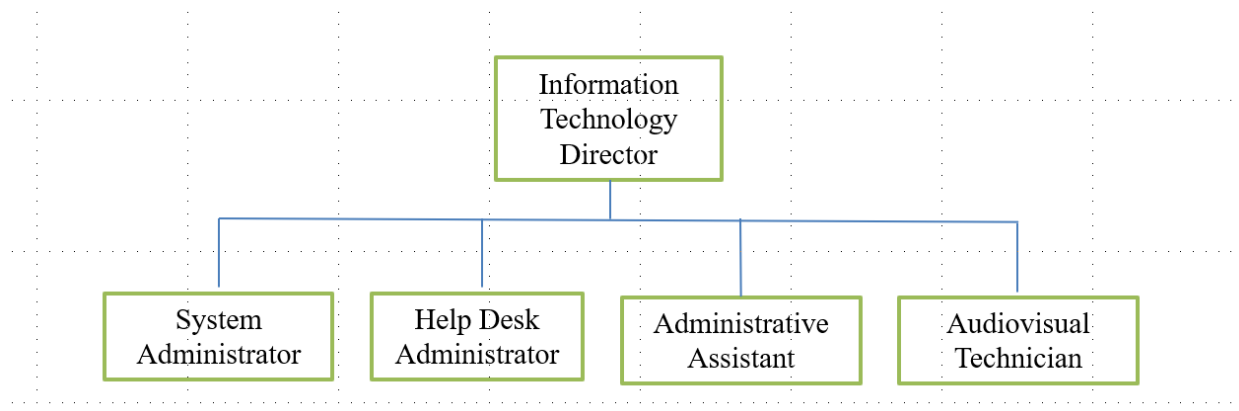 Information
Technology
Director
System
Administrator
Help Desk
Administrator
Administrative
Assistant
Audiovisual
Technician